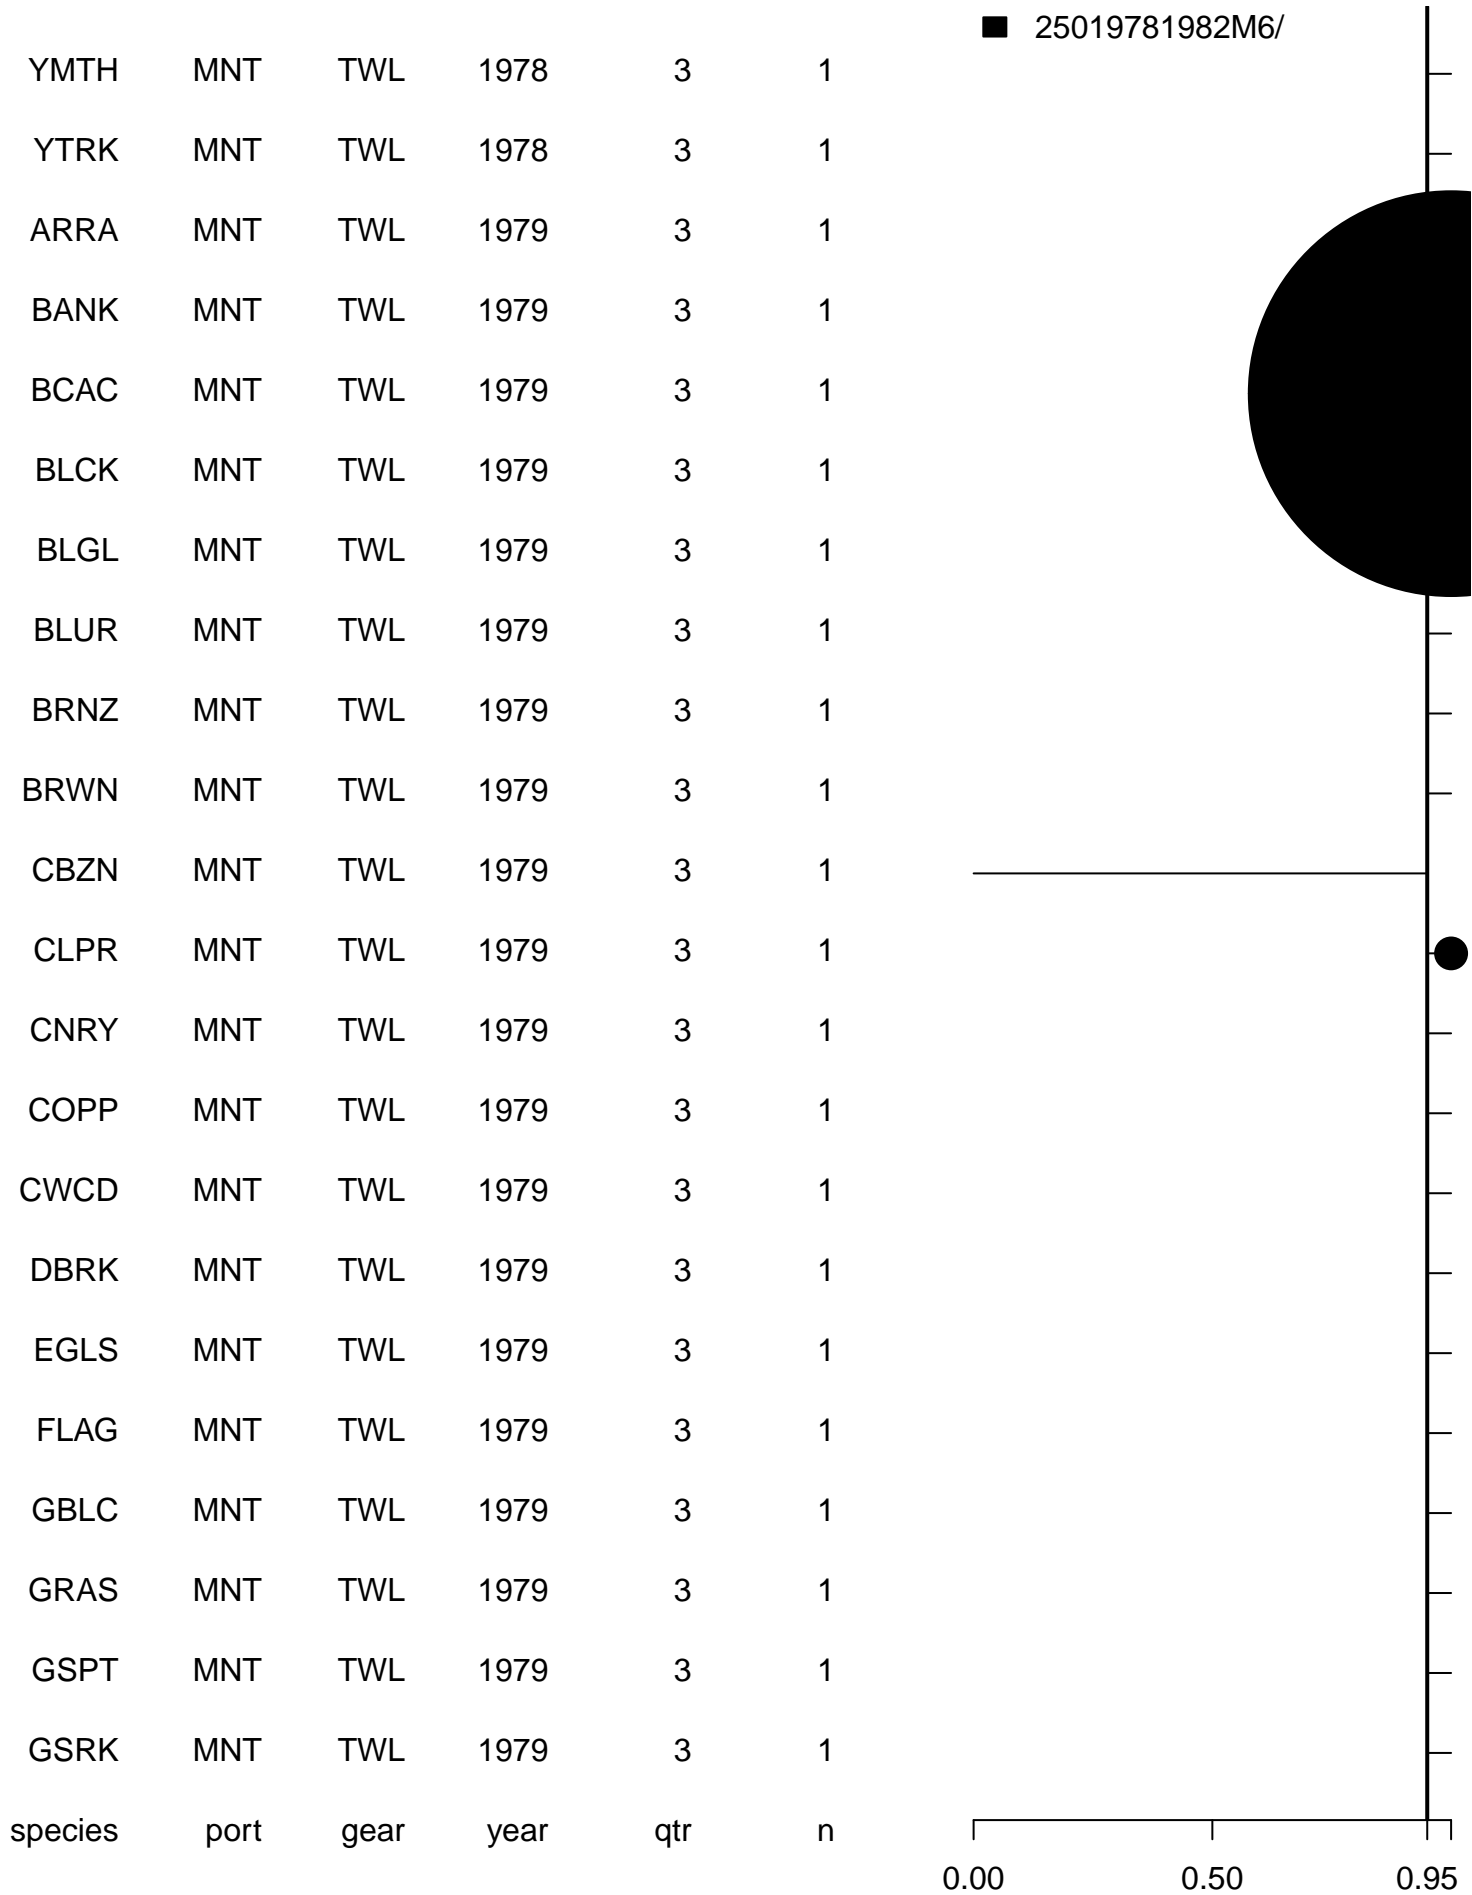 25019781982M6/
YMTH MNT TWL 1978 3 1
YTRK MNT TWL 1978 3 1
ARRA MNT TWL 1979 3 1
BANK MNT TWL 1979 3 1
BCAC MNT TWL 1979 3 1
BLCK MNT TWL 1979 3 1
BLGL MNT TWL 1979 3 1
BLUR MNT TWL 1979 3 1
BRNZ MNT TWL 1979 3 1
BRWN MNT TWL 1979 3 1
CBZN MNT TWL 1979 3 1
CLPR MNT TWL 1979 3 1
CNRY MNT TWL 1979 3 1
COPP MNT TWL 1979 3 1
CWCD MNT TWL 1979 3 1
DBRK MNT TWL 1979 3 1
EGLS MNT TWL 1979 3 1
FLAG MNT TWL 1979 3 1
GBLC MNT TWL 1979 3 1
GRAS MNT TWL 1979 3 1
GSPT MNT TWL 1979 3 1
GSRK MNT TWL 1979 3 1
species port gear year qtr n
0.00 0.50 0.95